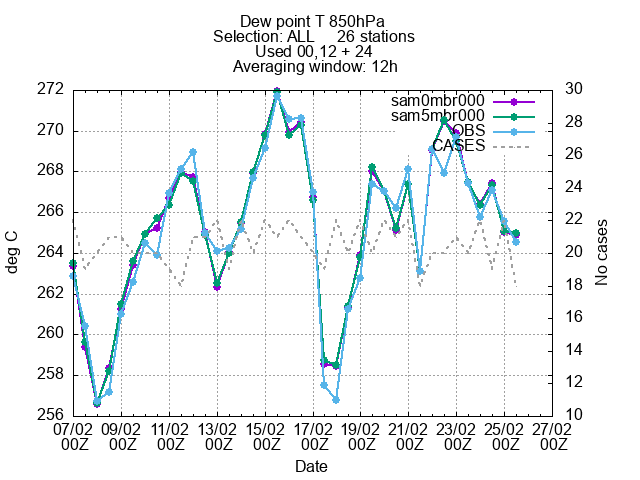 Dew point T 850hPa
Selection: ALL 26 stations
Used 00,12 + 24
Averaging window: 12h
272
270
268
266
264
262
260
258
256
30
28
26
24
22
20
18
16
14
12
10
sam0mbr000
sam5mbr000
OBS
CASES
deg C
No cases
07/02 09/02 11/02 13/02 15/02 17/02 19/02 21/02 23/02 25/02 27/02
00Z 00Z 00Z 00Z 00Z 00Z 00Z 00Z 00Z 00Z 00Z
Date